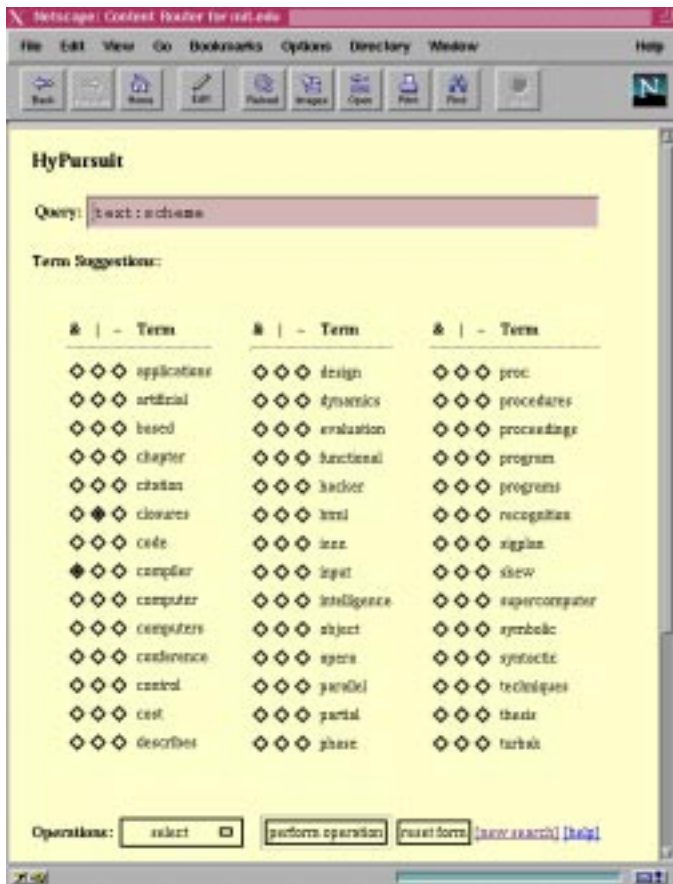 Netscape: Content Router for mit.edu
File Edit View Go Bookmarks Options Directory Window Help
Back Home Edit Reload Images Open Print Find
N
HyPursuit
Query: text:scheme
Term Suggestions:
& | - Term & | - Term & | - Term
applications design proc
artificial dynamics procedures
based evaluation proceedings
chapter functional program
citation hacker programs
closures html recognition
code sigplan
compiler input skew
computer intelligence supercomputer
computers object symbolic
conference opera syntactic
control parallel techniques
cost partial thesis
describes phase turbak
Operations: select perform operation reset form [new search] [help]